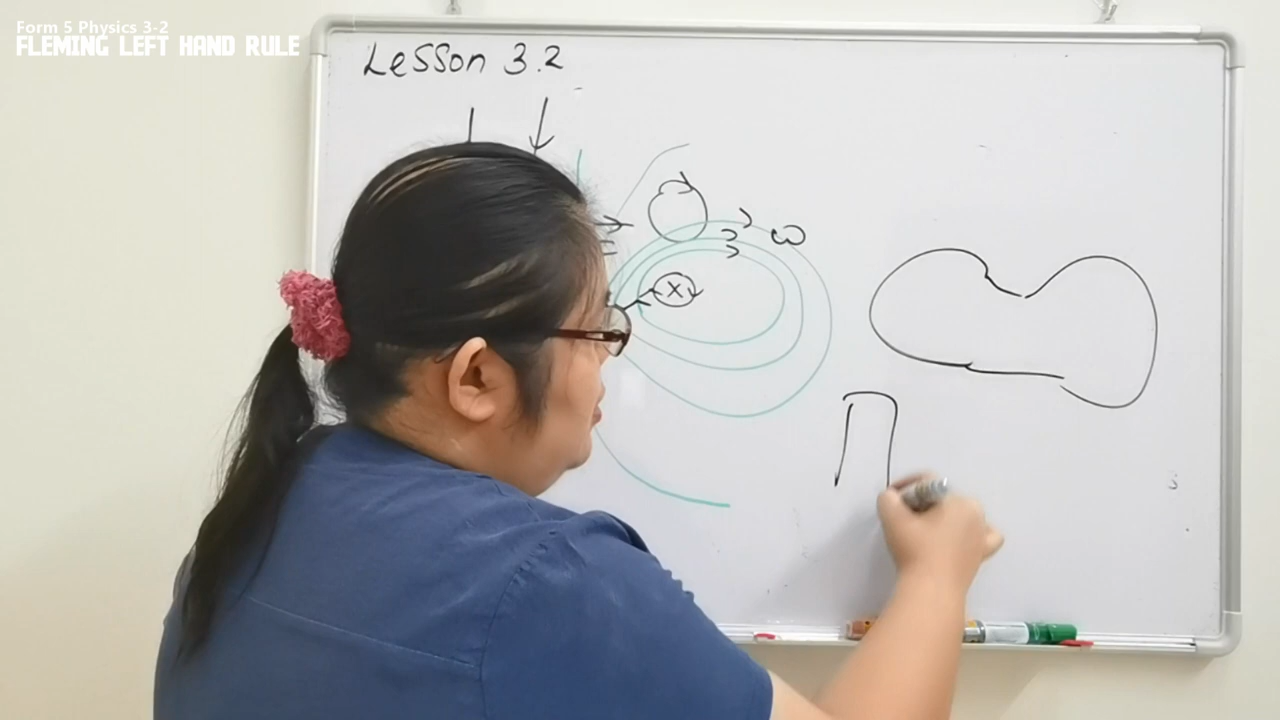 Form 5 Physics 3-2
FLEMING LEFT HAND RULE
Lesson 3.2
X